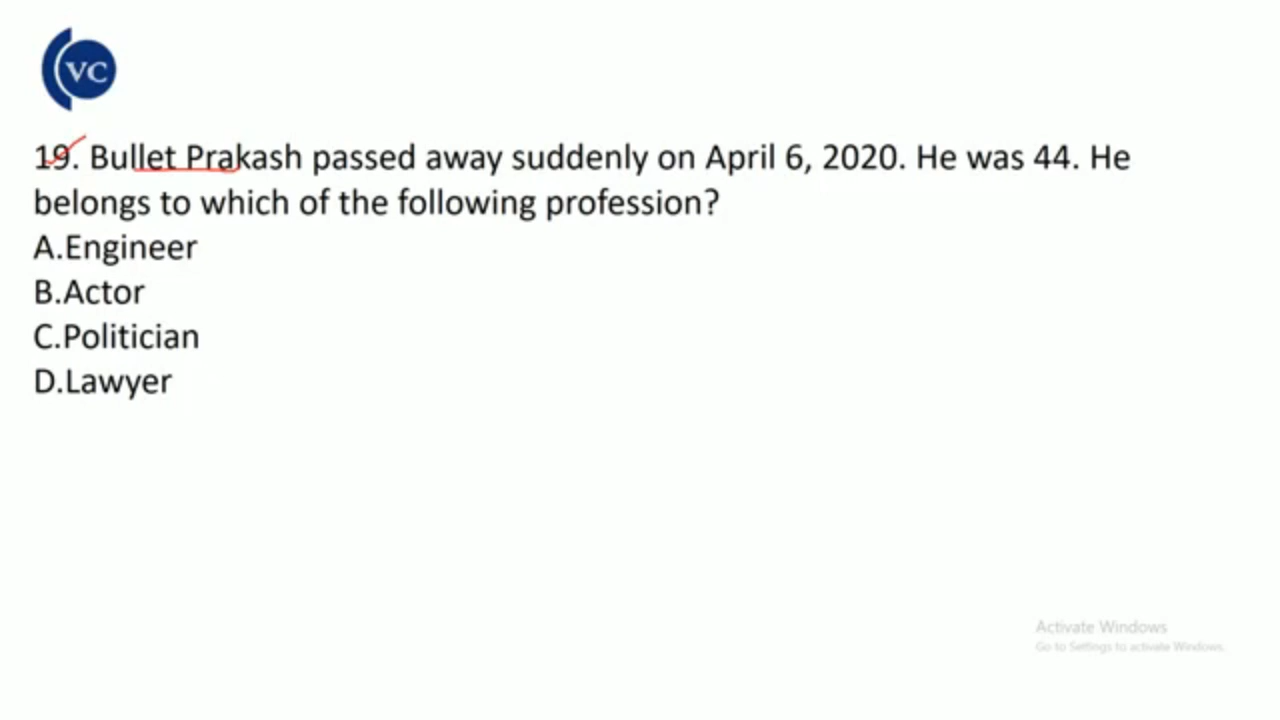 VC
19. Bullet Prakash passed away suddenly on April 6, 2020. He was 44. He
belongs to which of the following profession?
A.Engineer
B.Actor
C.Politician
D.Lawyer
Activate Windows
Go to Settings to activate Windows.